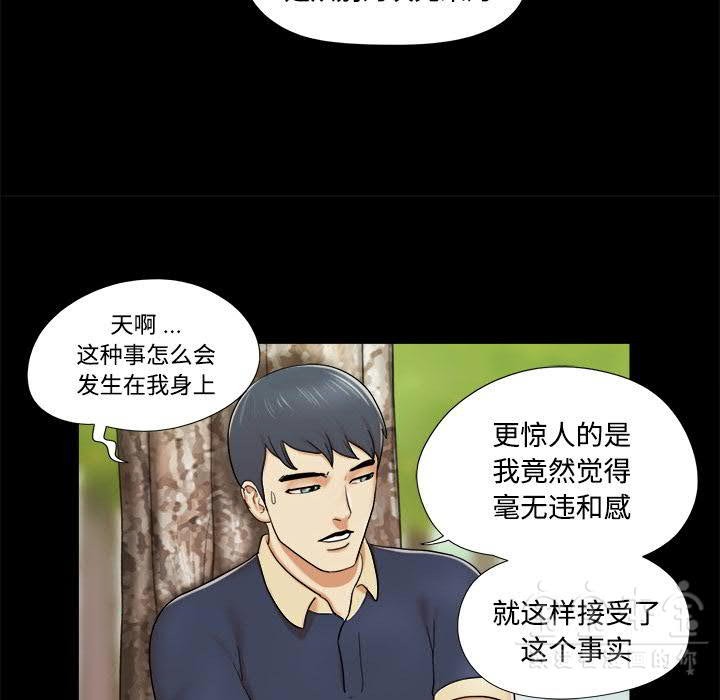 天啊...
这种事怎么会
发生在我身上
更惊人的是
我竟然觉得
毫无违和感
就这样接受了
这个事实